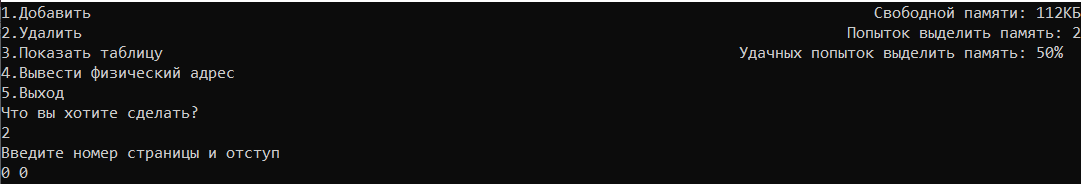 1.Добавить Свободной памяти: 112КБ
2.Удалить Попыток выделить память: 2
3.Показать таблицу Удачных попыток выделить память: 50%
4.Вывести физический адрес
5.Выход
Что вы хотите сделать?
2
Введите номер страницы и отступ
0 0